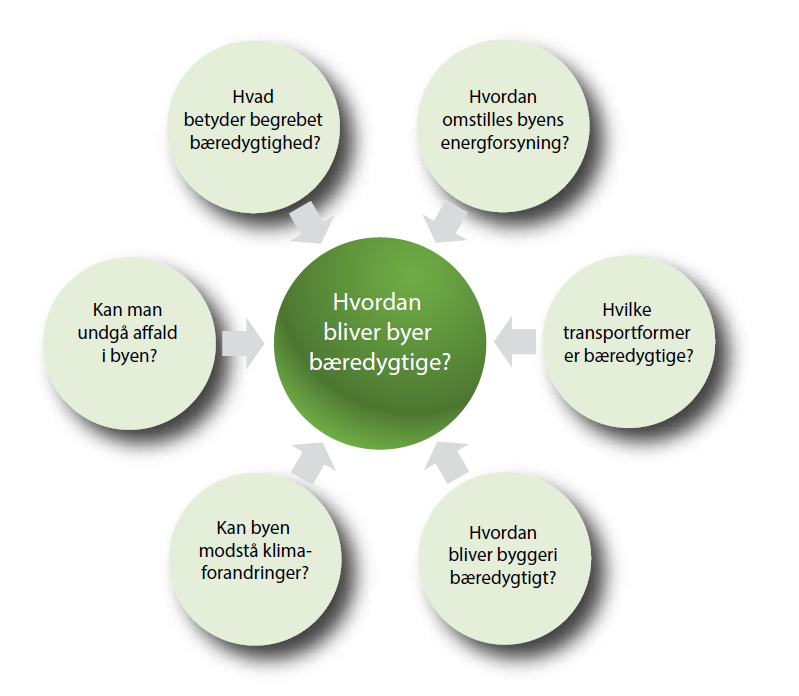 Hvad
betyder begrebet
bæredygtighed?
Hvordan
omstilles byens
energforsyning?
Kan man
undgå affald
i byen?
Hvordan
bliver byer
bæredygtige?
Hvilke
transportformer
er bæredygtige?
Kan byen
modstå klima-
forandringer?
Hvordan
bliver byggeri
bæredygtigt?